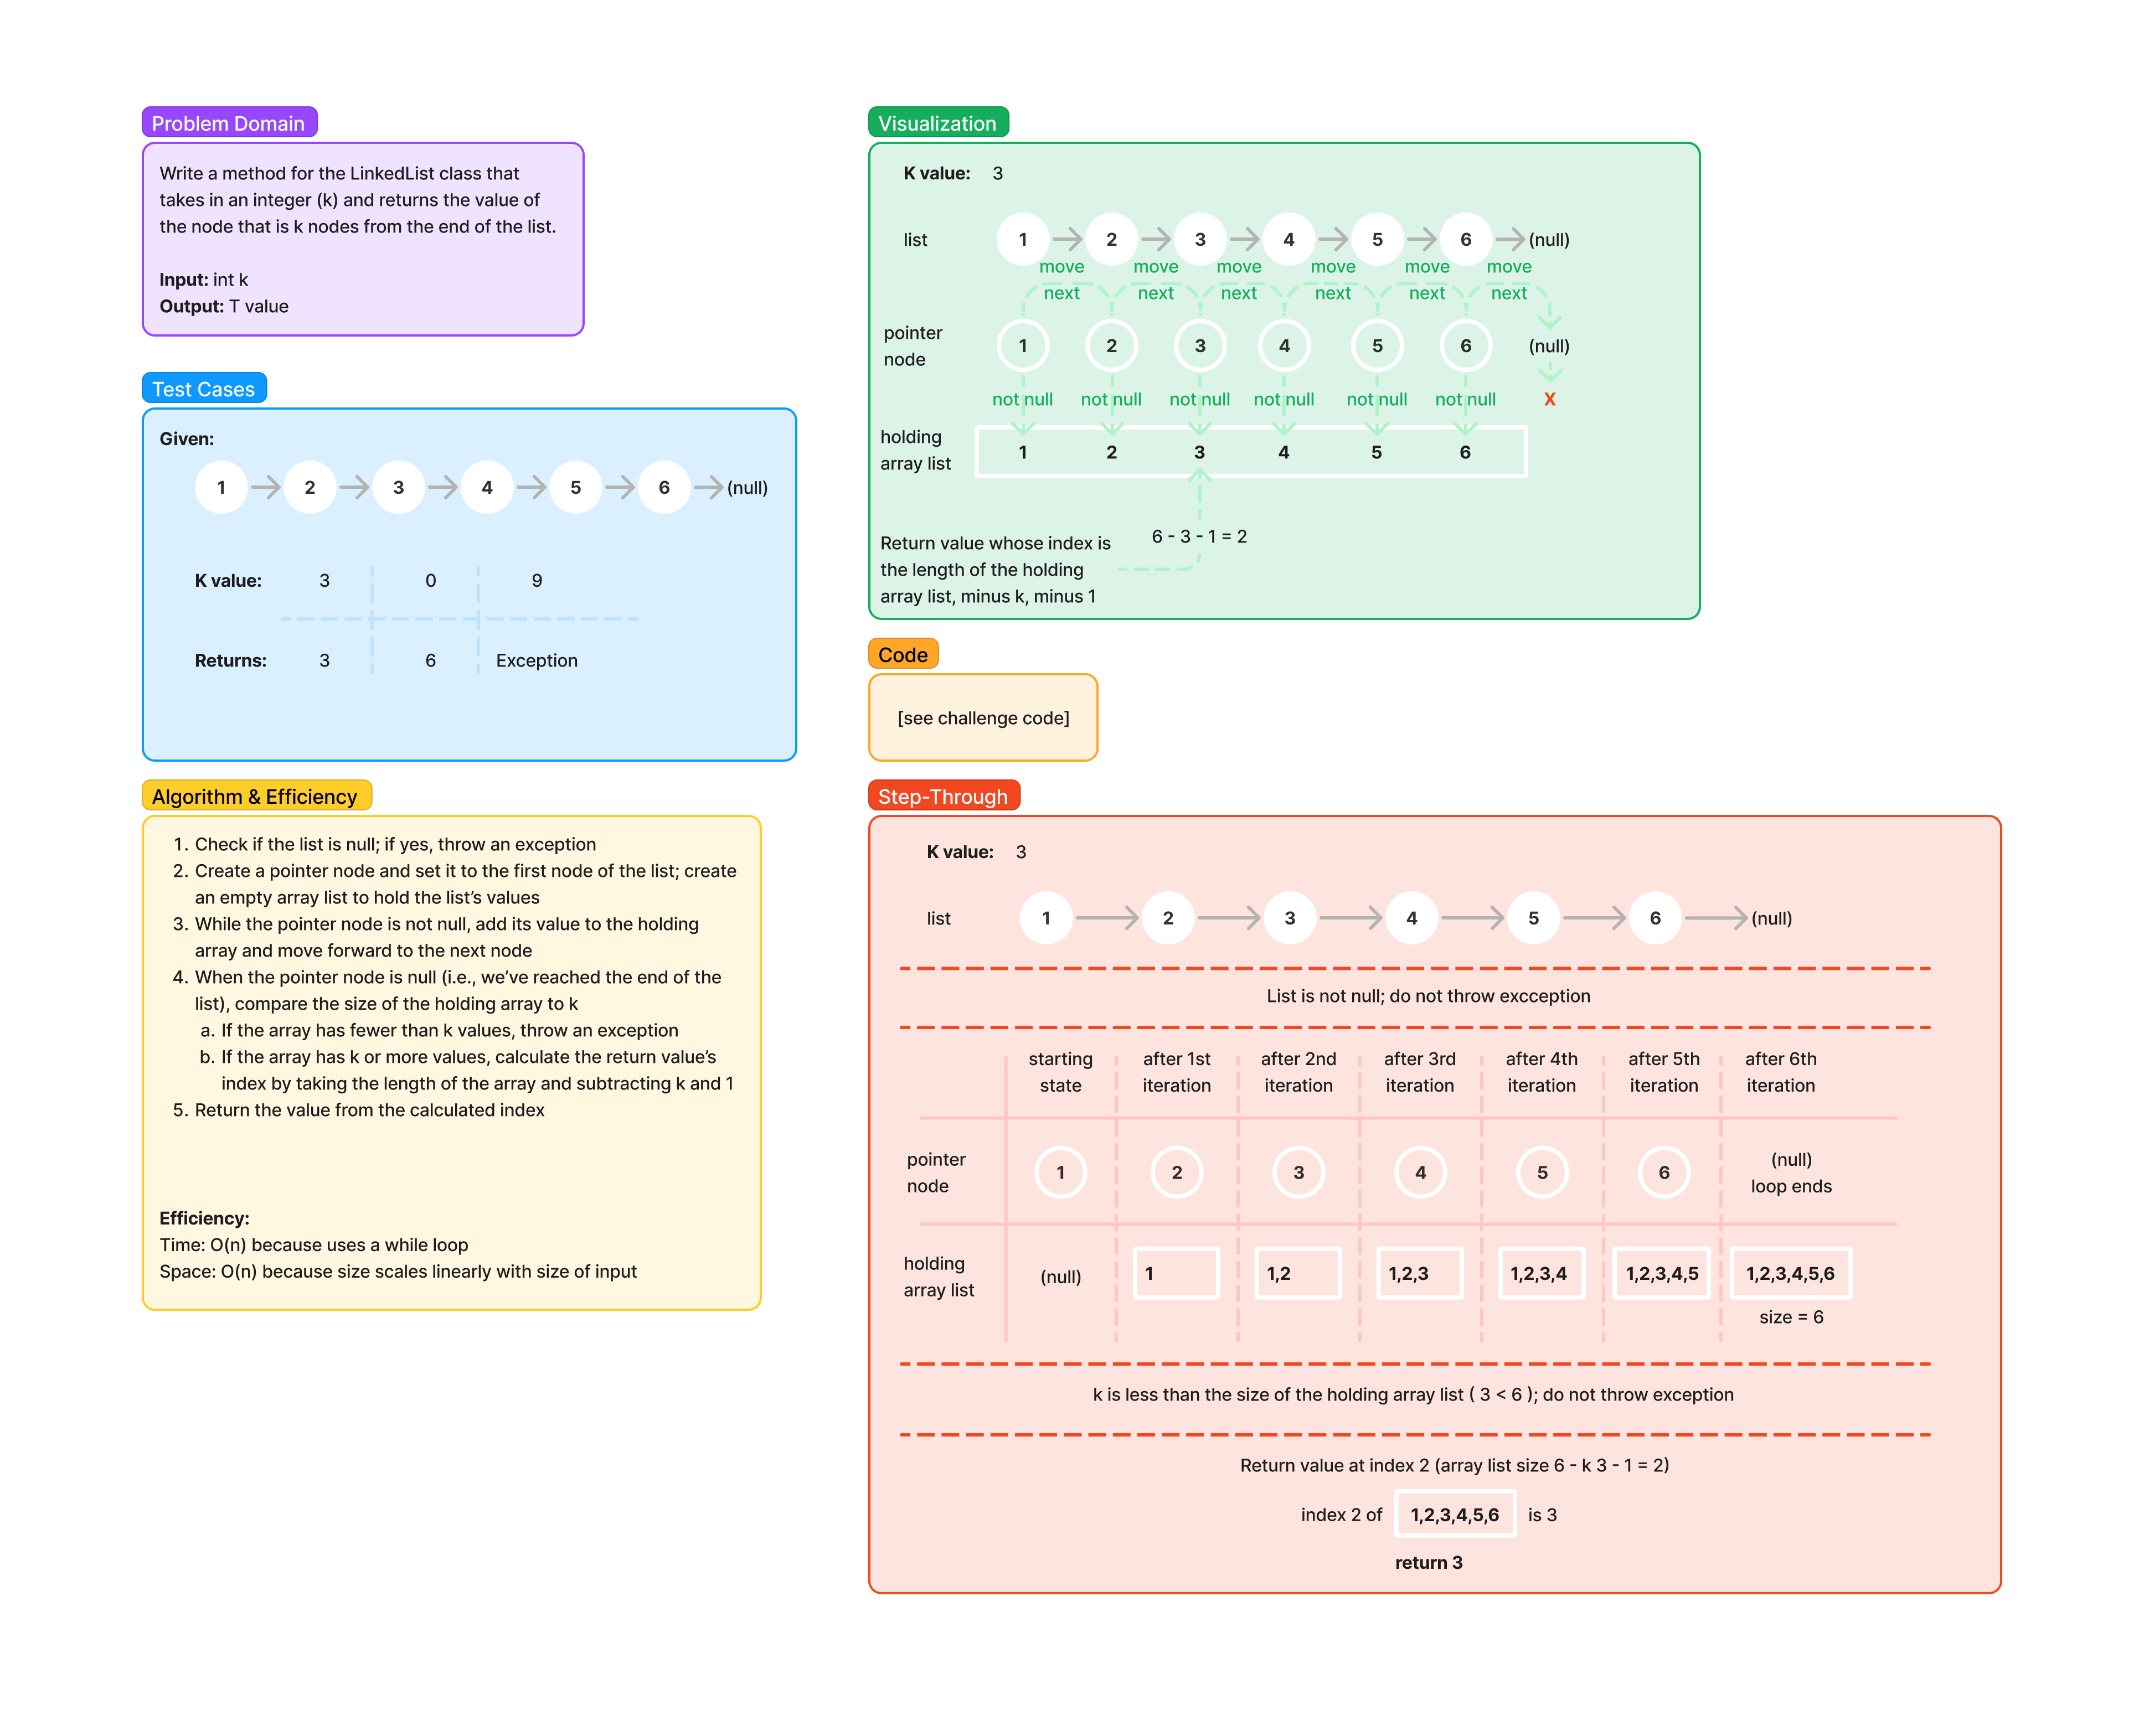 Problem Domain
Write a method for the LinkedList class that
takes in an integer (k) and returns the value of
the node that is k nodes from the end of the list.
Input: int k
Output: T value
Test Cases
Given:
1 2 3 4 5 6 (null)
K value: 3 0 9
Returns: 3 6 Exception
Algorithm & Efficiency
1. Check if the list is null; if yes, throw an exception
2. Create a pointer node and set it to the first node of the list; create
an empty array list to hold the list’s values
3. While the pointer node is not null, add its value to the holding
array and move forward to the next node
4. When the pointer node is null (i.e., we’ve reached the end of the
list), compare the size of the holding array to k
a. If the array has fewer than k values, throw an exception
b. If the array has k or more values, calculate the return value’s
index by taking the length of the array and subtracting k and 1
5. Return the value from the calculated index
Efficiency:
Time: O(n) because uses a while loop
Space: O(n) because size scales linearly with size of input
Visualization
K value: 3
list 1 2 3 4 5 6 (null)
move move move move move move
next next next next next next
pointer
node
1 2 3 4 5 6 (null)
not null not null not null not null not null not null X
holding
array list
1 2 3 4 5 6
6 - 3 - 1 = 2
Return value whose index is
the length of the holding
array list, minus k, minus 1
Code
[see challenge code]
Step-Through
K value: 3
list 1 2 3 4 5 6 (null)
List is not null; do not throw excception
starting after 1st after 2nd after 3rd after 4th after 5th after 6th
state iteration iteration iteration iteration iteration iteration
pointer
node
1 2 3 4 5 6 (null)
loop ends
holding
array list
(null) 1 1,2 1,2,3 1,2,3,4 1,2,3,4,5 1,2,3,4,5,6
size = 6
k is less than the size of the holding array list ( 3 < 6 ); do not throw exception
Return value at index 2 (array list size 6 - k 3 - 1 = 2)
index 2 of 1,2,3,4,5,6 is 3
return 3